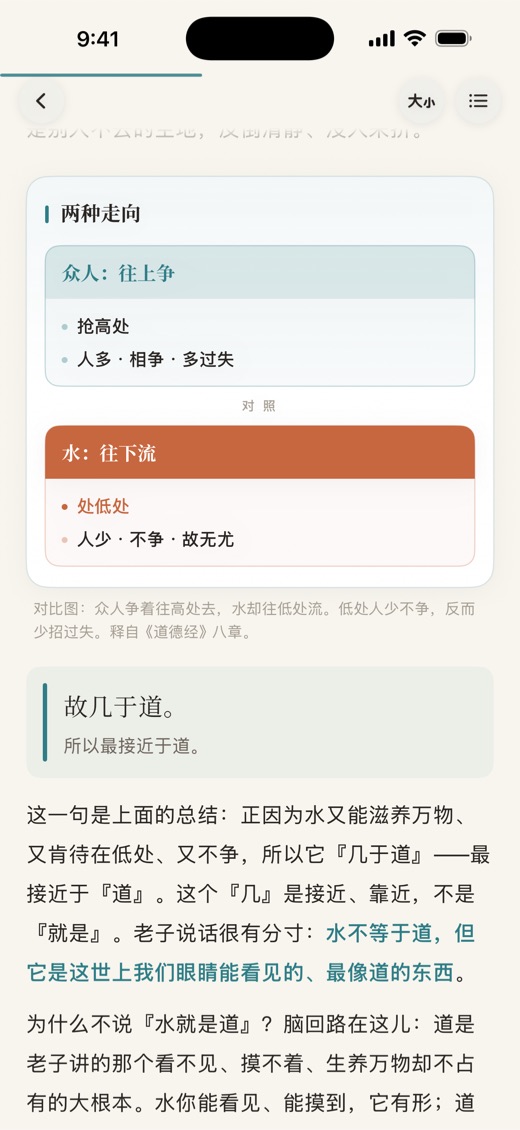 9:41
大小
两种走向
众人：往上争
抢高处
人多 · 相争 · 多过失
对 照
水：往下流
处低处
人少 · 不争 · 故无尤
对比图：众人争着往高处去，水却往低处流。低处人少不争，反而
少招过失。释自《道德经》八章。
故几于道。
所以最接近于道。
这一句是上面的总结：正因为水又能滋养万物、
又肯待在低处、又不争，所以它『几于道』——最
接近于『道』。这个『几』是接近、靠近，不是
『就是』。老子说话很有分寸：水不等于道，但
它是这世上我们眼睛能看见的、最像道的东西。
为什么不说『水就是道』？脑回路在这儿：道是
老子讲的那个看不见、摸不着、生养万物却不占
有的大根本。水你能看见、能摸到，它有形；道